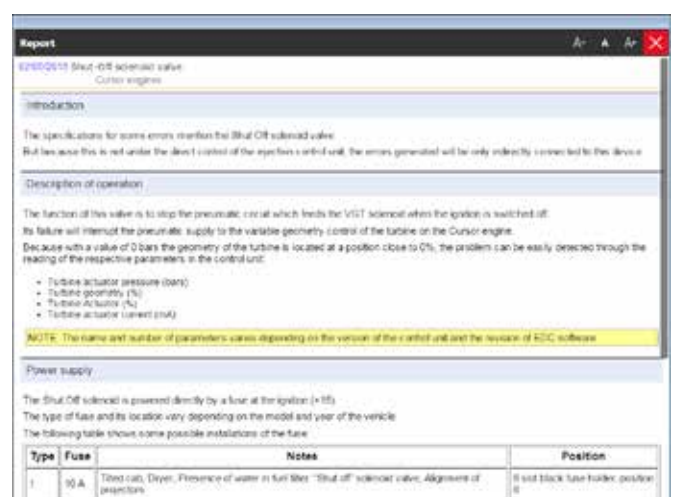 Report
A- A A+
Shut-Off solenoid valve
Cursor engines
Introduction
The specifications for some errors mention the Shut Off solenoid valve
But because this is not under the direct control of the injection control unit, the errors generated will be only indirectly connected to this device
Description of operation
The function of this valve is to stop the pneumatic circuit which feeds the VGT solenoid when the ignition is switched off.
Its failure will interrupt the pneumatic supply to the variable geometry control of the turbine on the Cursor engine.
Because with a value of 0 bars the geometry of the turbine is located at a position close to 0%, the problem can be easily detected through the
reading of the respective parameters in the control unit:
Turbine actuator pressure (bars)
Turbine geometry (%)
Turbine Actuator (%)
Turbine actuator current (mA)
NOTE: The name and number of parameters varies depending on the version of the control unit and the revision of EDC software
Power supply
The Shut Off solenoid is powered directly by a fuse at the ignition (+15)
The type of fuse and its location vary depending on the model and year of the vehicle
The following table shows some possible installations of the fuse
Type Fuse Notes Position
1 10 A Tilted cab, Dryer, Presence of water in fuel filter, "Shut off" solenoid valve, Alignment of
projectors
6 slot black fuse holder, position
6